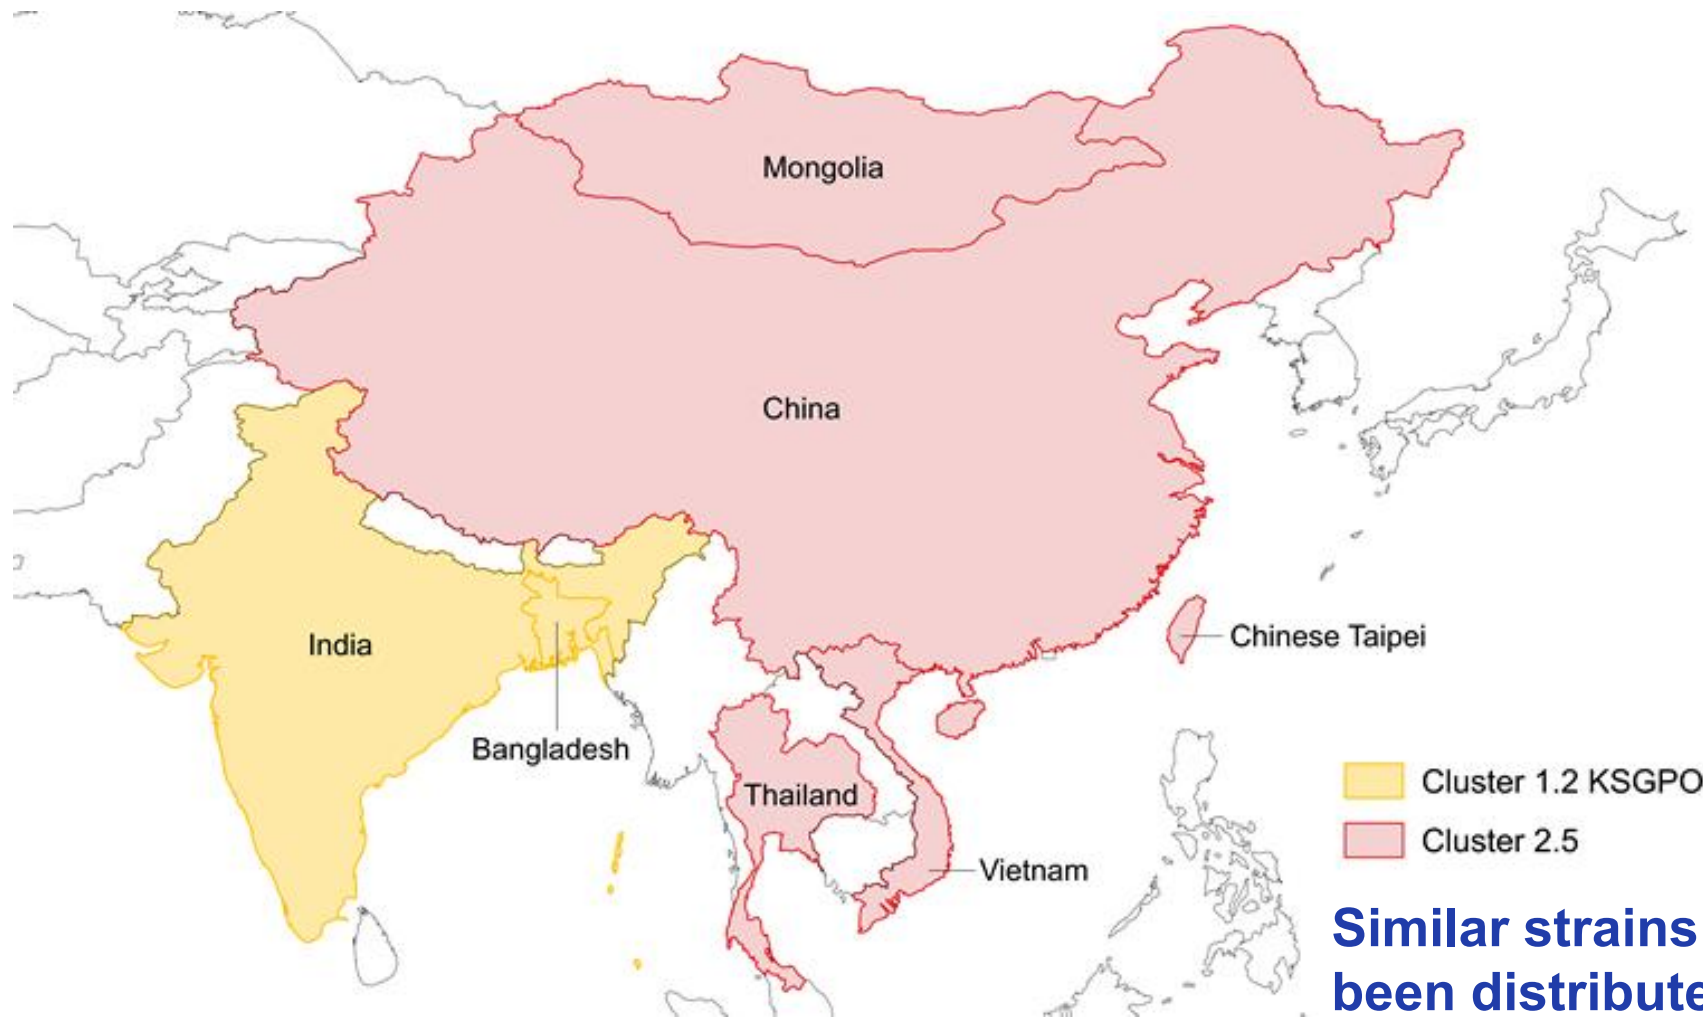 Mongolia
China
India
Chinese Taipei
Bangladesh
Thailand
Vietnam
Cluster 1.2 KSGPO
Cluster 2.5
Similar strains
been distribute